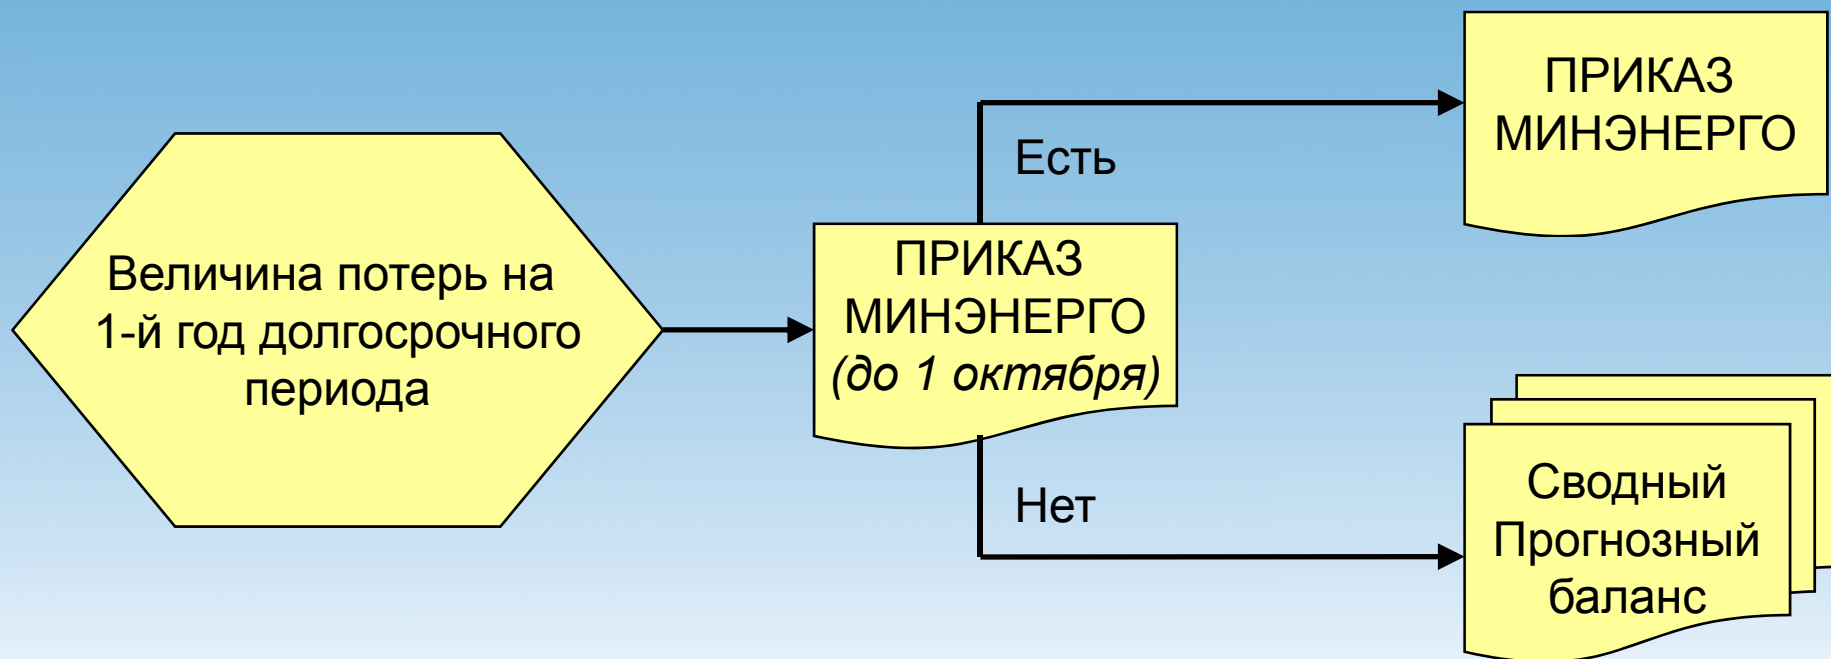 Величина потерь на
1-й год долгосрочного
периода
ПРИКАЗ
МИНЭНЕРГО
(до 1 октября)
Есть
Нет
ПРИКАЗ
МИНЭНЕРГО
Сводный
Прогнозный
баланс